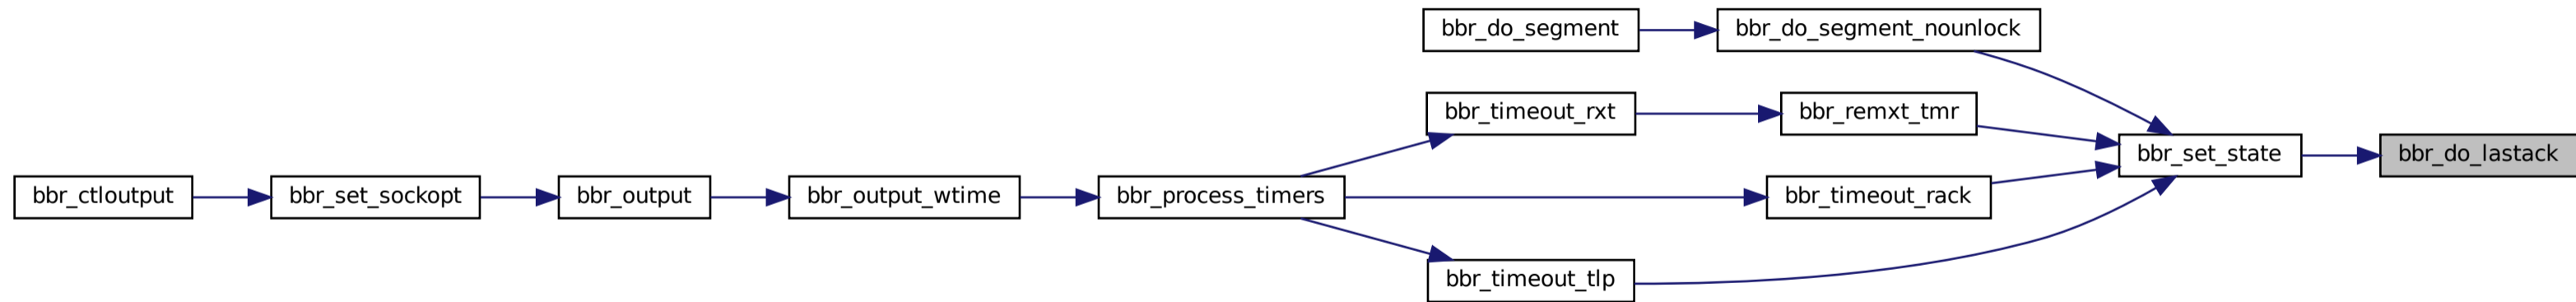 bbr_do_segment
bbr_do_segment_nounlock
bbr_timeout_rxt
bbr_remxt_tmr
bbr_set_state
bbr_do_lastack
bbr_ctloutput
bbr_set_sockopt
bbr_output
bbr_output_wtime
bbr_process_timers
bbr_timeout_rack
bbr_timeout_tlp